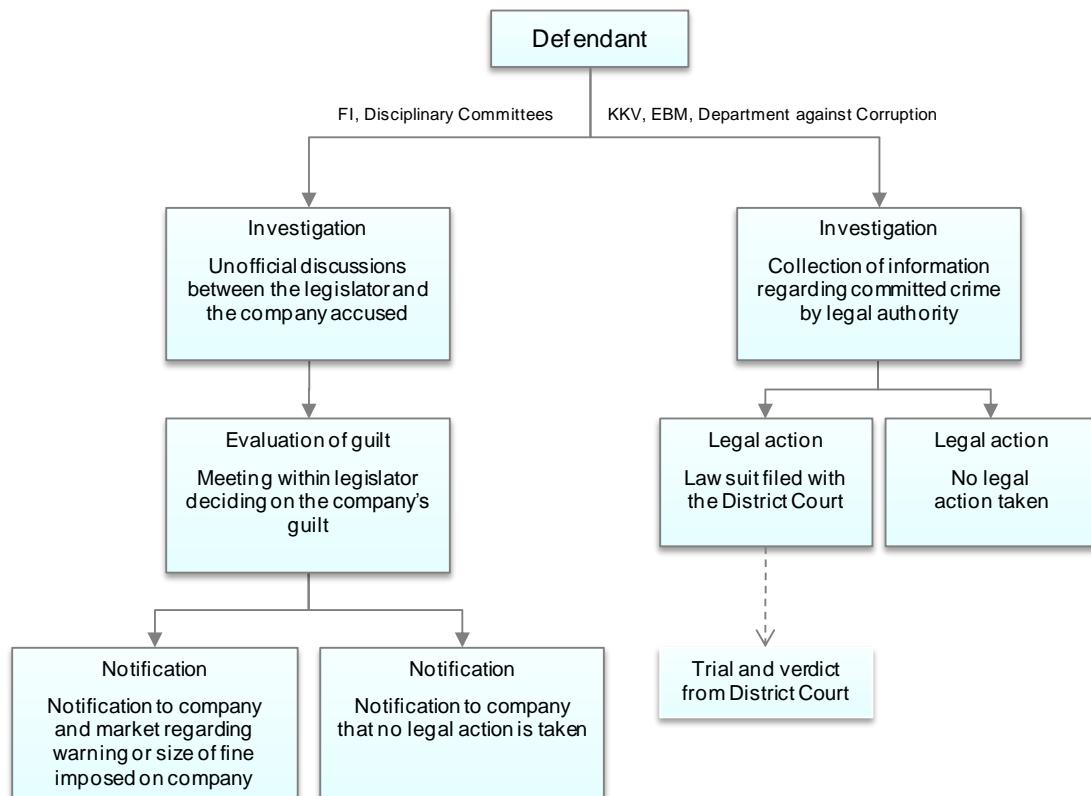 Defendant
FI, Disciplinary Committees
KKV, EBM, Department against Corruption
Investigation
Unofficial discussions
between the legislator and
the company accused
Investigation
Collection of information
regarding committed crime
by legal authority
Evaluation of guilt
Meeting within legislator
deciding on the company's
guilt
Legal action
Law suit filed with
the District Court
Legal action
No legal
action taken
Notification
Notification to company
and market regarding
warning or size of fine
imposed on company
Notification
Notification to company
that no legal action is taken
Trial and verdict
from District Court